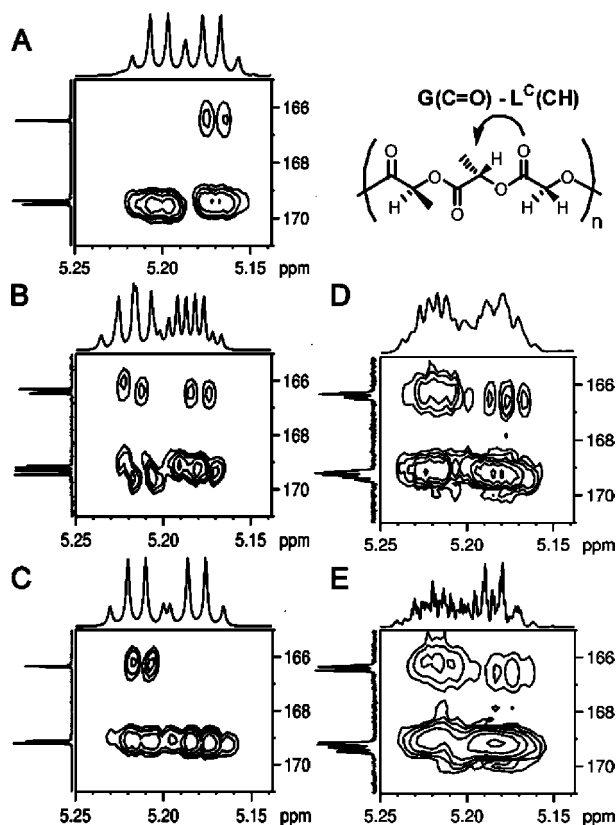 A
G(C=O) - L^C(CH)
O
H
O
O
O
O
H
O
H
H
n
166
168
170
5.25
5.20
5.15
ppm
B
D
166
168
170
5.25
5.20
5.15
ppm
166
168
170
5.25
5.20
5.15
ppm
C
E
166
168
170
5.25
5.20
5.15
ppm
166
168
170
5.25
5.20
5.15
ppm